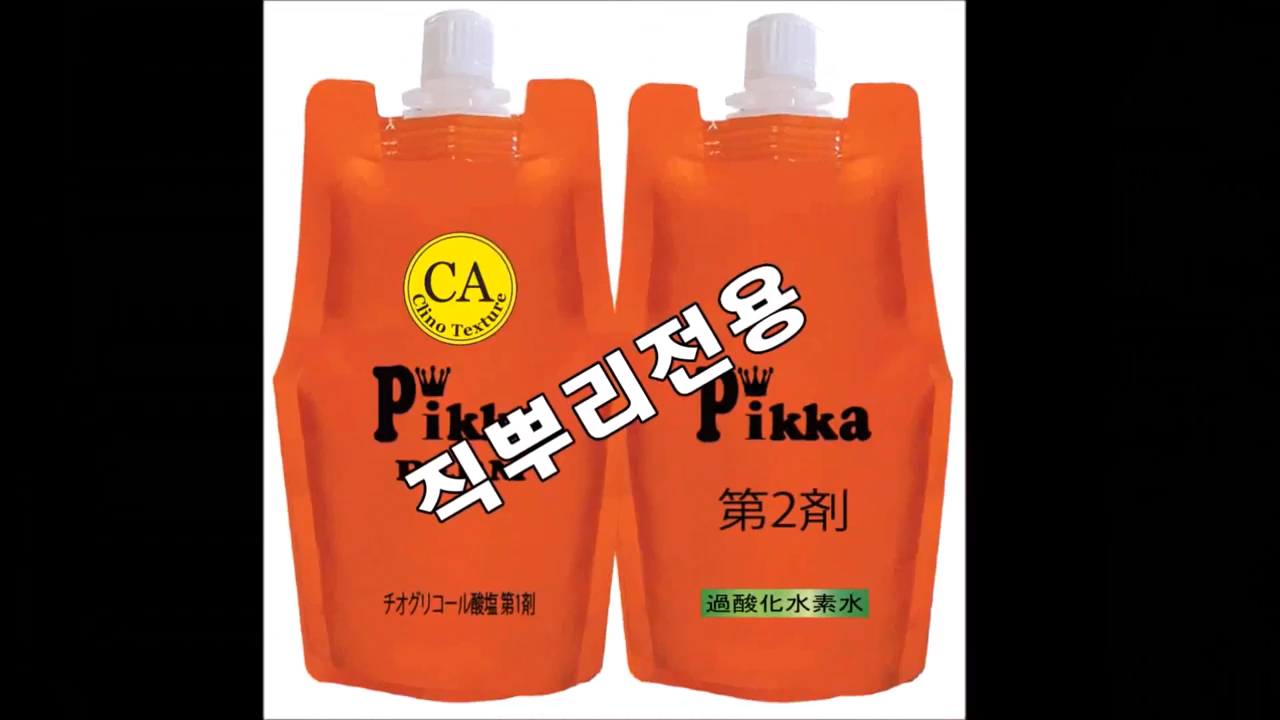 CA
Clino Texture
Pikka
チオグリコール酸塩 第1剤
직뿌리전용
Pikka
第2剤
過酸化水素水